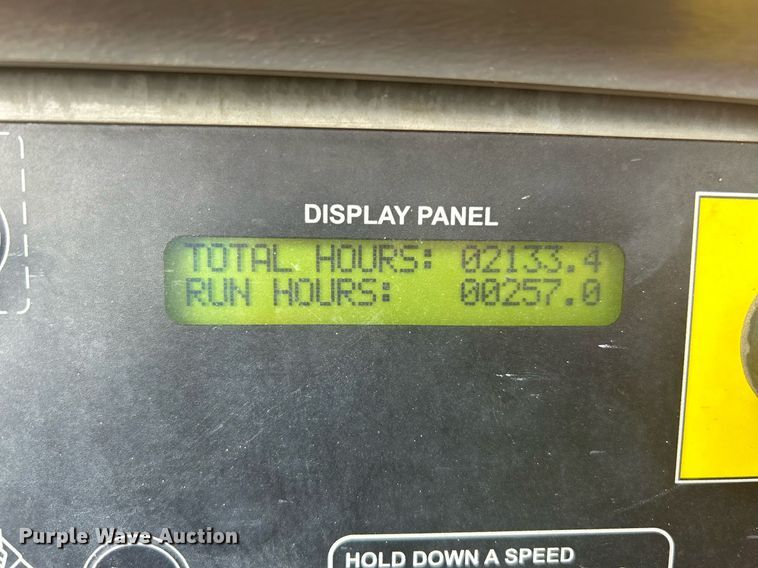 DISPLAY PANEL
TOTAL HOURS: 02133.4
RUN HOURS: 00257.0
HOLD DOWN A SPEED
Purple Wave Auction